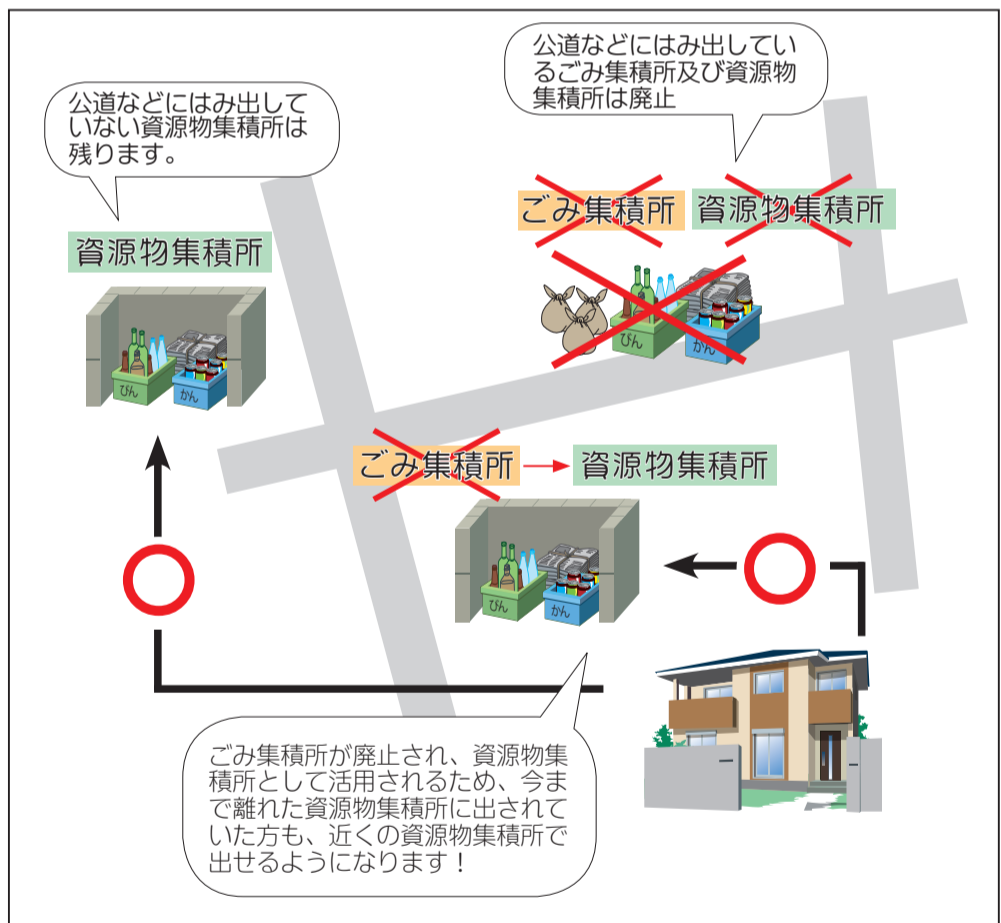 公道などにはみ出してい
るごみ集積所及び資源物
集積所は廃止
公道などにはみ出して
いない資源物集積所は
残ります。
ごみ集積所
資源物集積所
資源物集積所
びん
かん
びん
かん
ごみ集積所
資源物集積所
びん
かん
ごみ集積所が廃止され、資源物集
積所として活用されるため、今ま
で離れた資源物集積所に出されて
いた方も、近くの資源物集積所で
出せるようになります！